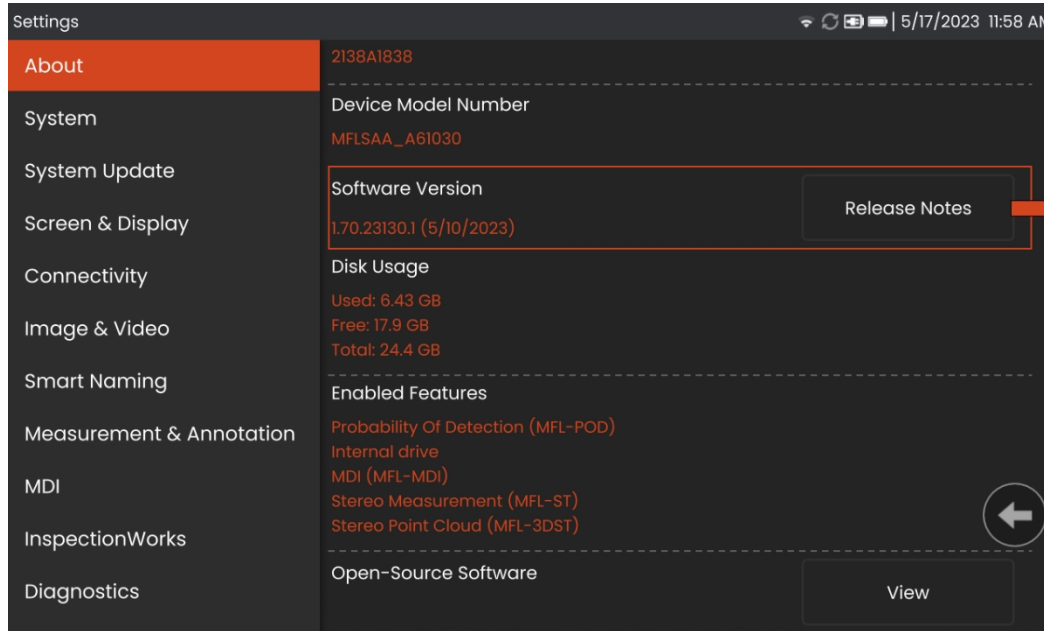 Settings
5/17/2023 11:58 AM
About
System
System Update
Screen & Display
Connectivity
Image & Video
Smart Naming
Measurement & Annotation
MDI
InspectionWorks
Diagnostics
2138A1838
Device Model Number
MFLSAA_A61030
Software Version
1.70.23130.1 (5/10/2023)
Release Notes
Disk Usage
Used: 6.43 GB
Free: 17.9 GB
Total: 24.4 GB
Enabled Features
Probability Of Detection (MFL-POD)
Internal drive
MDI (MFL-MDI)
Stereo Measurement (MFL-ST)
Stereo Point Cloud (MFL-3DST)
Open-Source Software
View